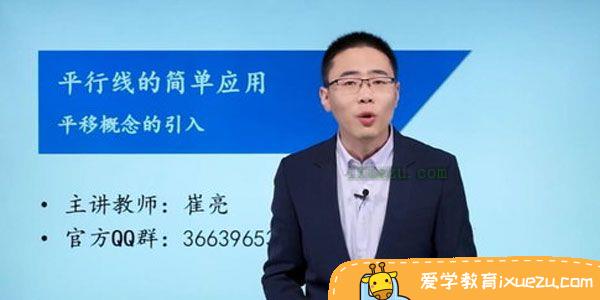 平行线的简单应用
平移概念的引入
• 主讲教师：崔亮
• 官方QQ群：3663965
爱学教育ixuezu.com